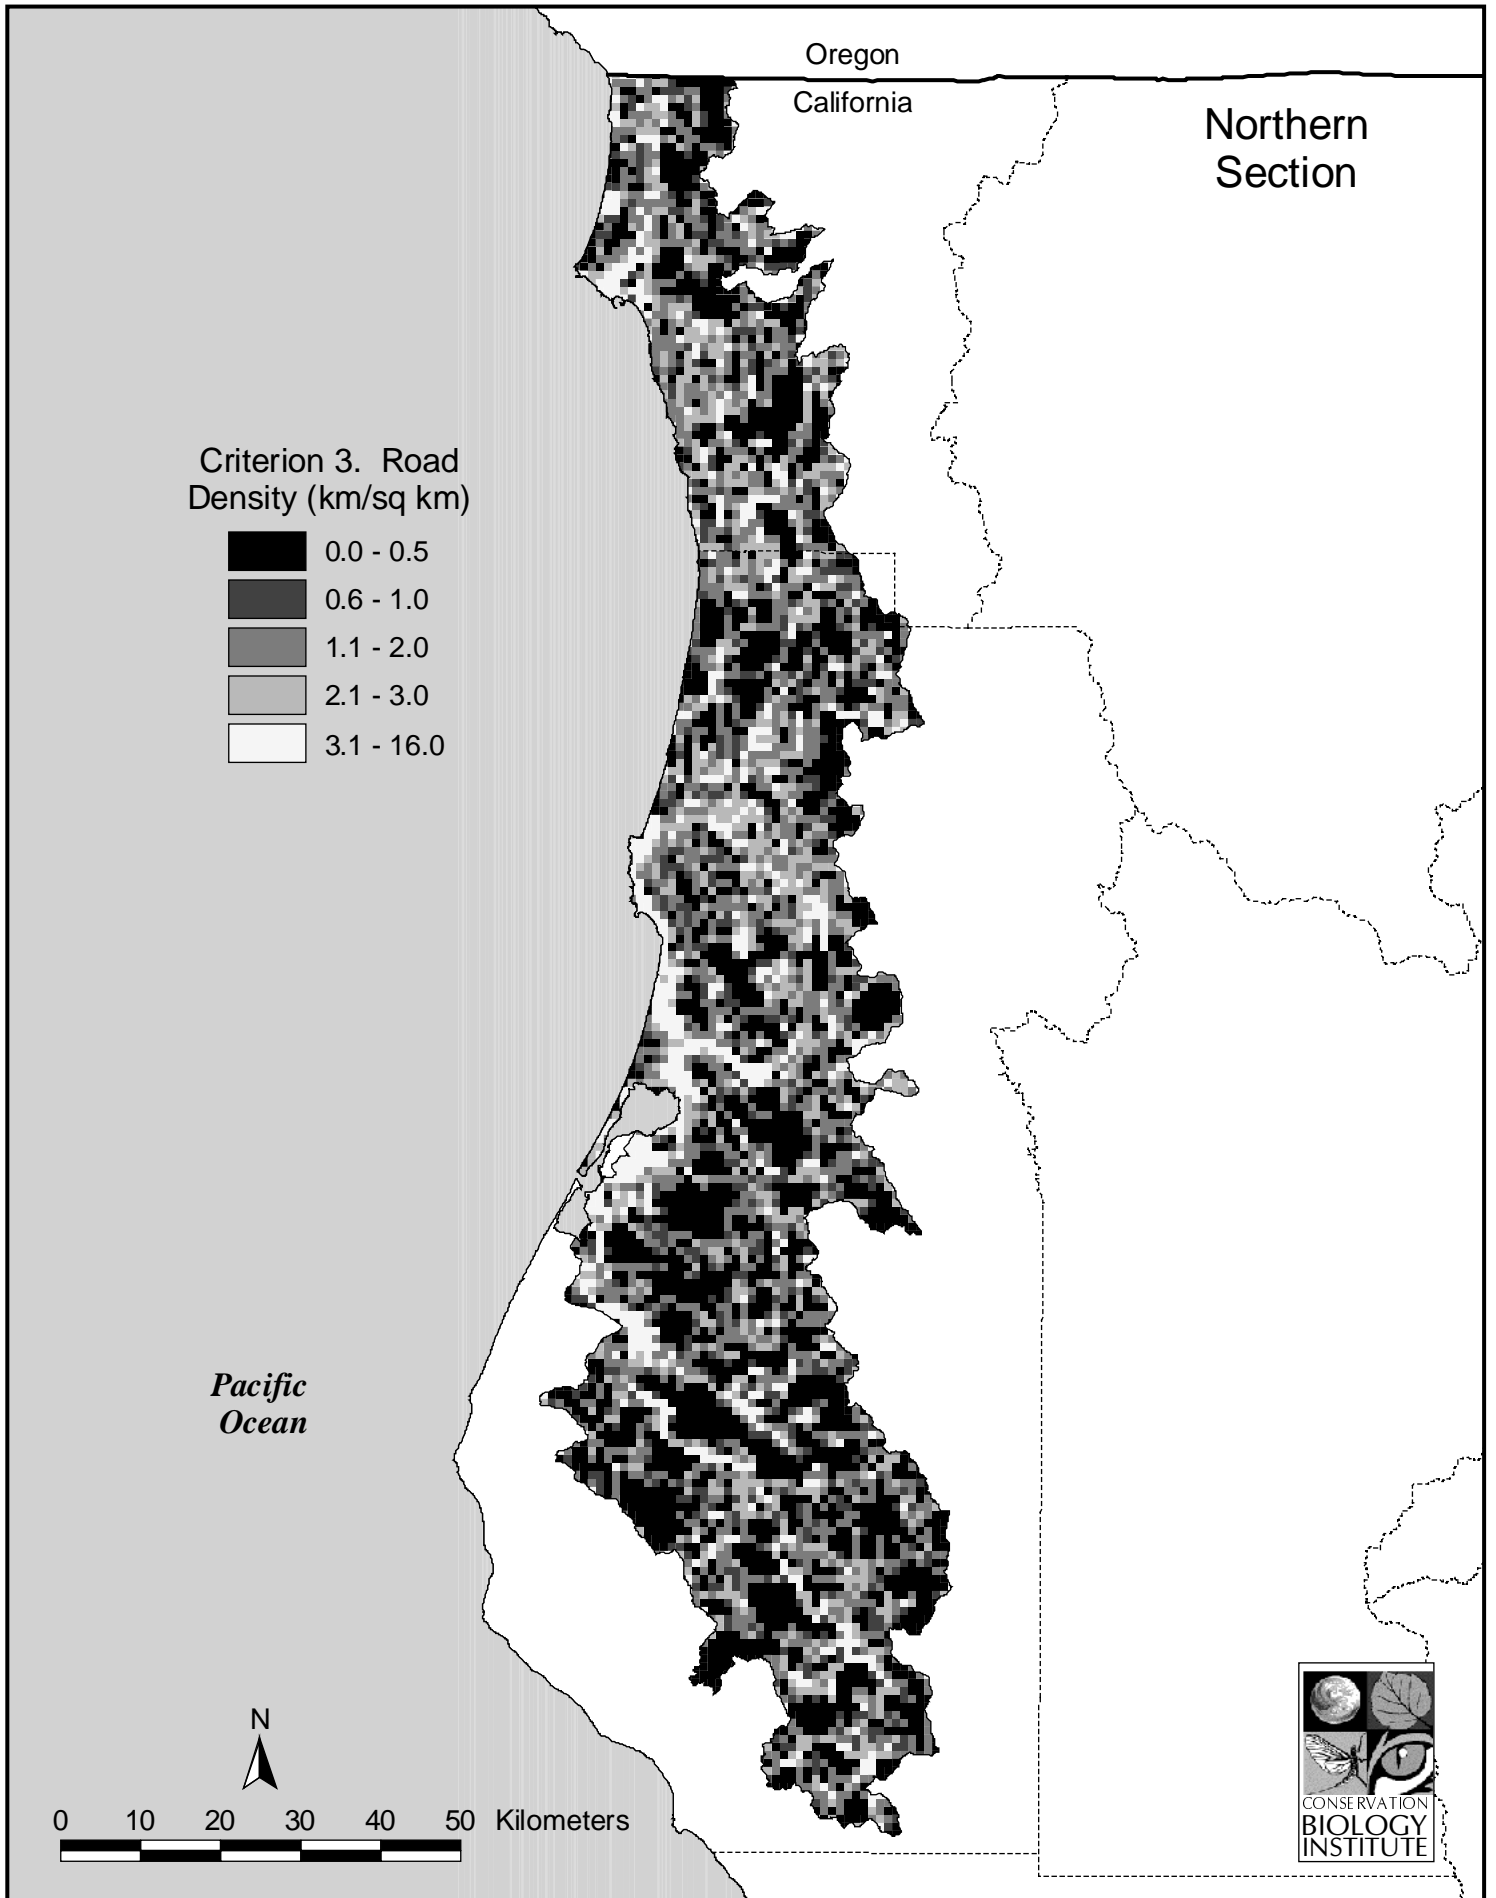 Oregon
California
Northern
Section
Criterion 3. Road
Density (km/sq km)
0.0 - 0.5
0.6 - 1.0
1.1 - 2.0
2.1 - 3.0
3.1 - 16.0
Pacific
Ocean
N
0 10 20 30 40 50 Kilometers
CONSERVATION
BIOLOGY
INSTITUTE